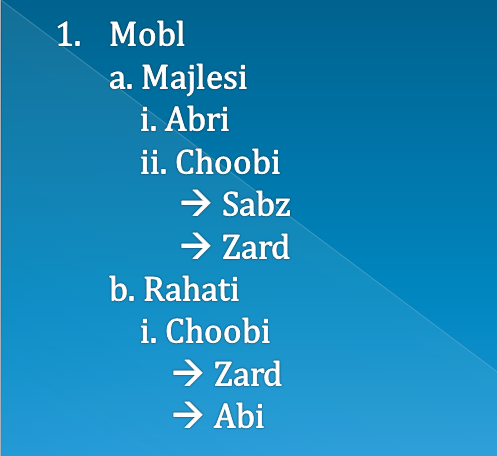 1. Mobl
a. Majlesi
i. Abri
ii. Choobi
→ Sabz
→ Zard
b. Rahati
i. Choobi
→ Zard
→ Abi